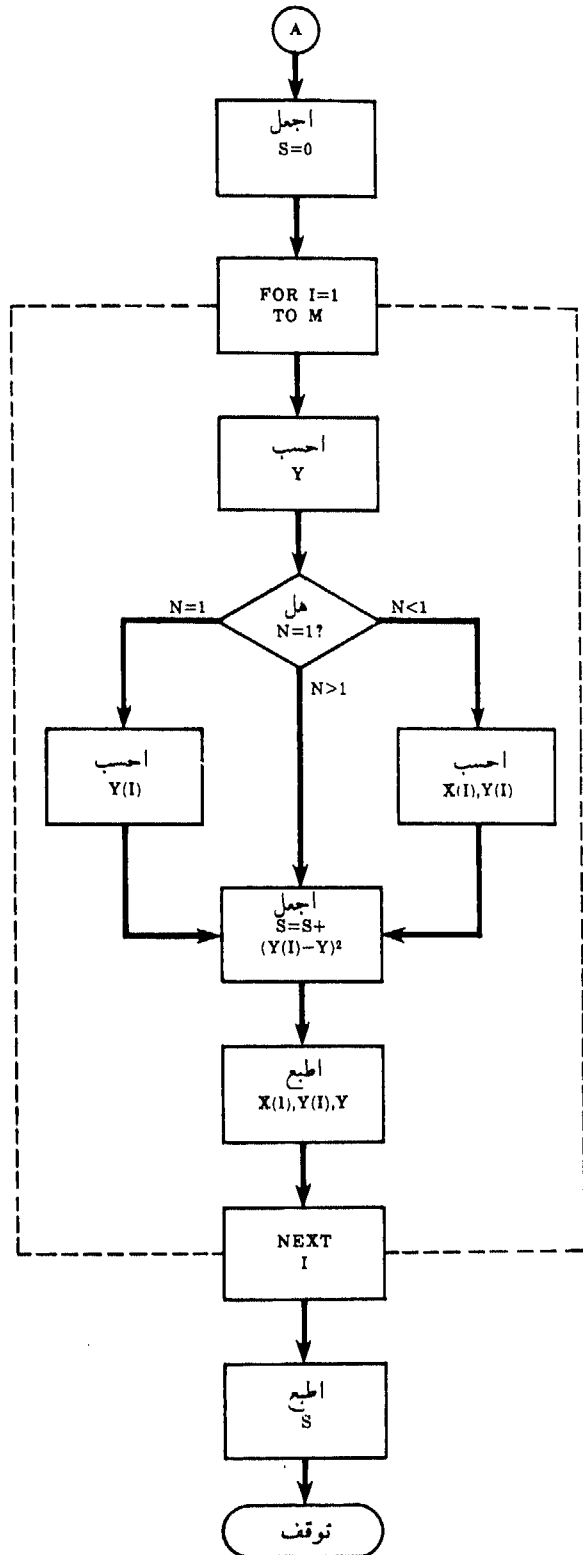 A
اجعل
S=0
FOR I=1
TO M
احسب
Y
هل
N=1?
N=1
N<1
N>1
احسب
Y(I)
احسب
X(I),Y(I)
اجعل
S=S+
(Y(I)−Y)²
اطبع
X(1),Y(I),Y
NEXT
I
اطبع
S
توقف